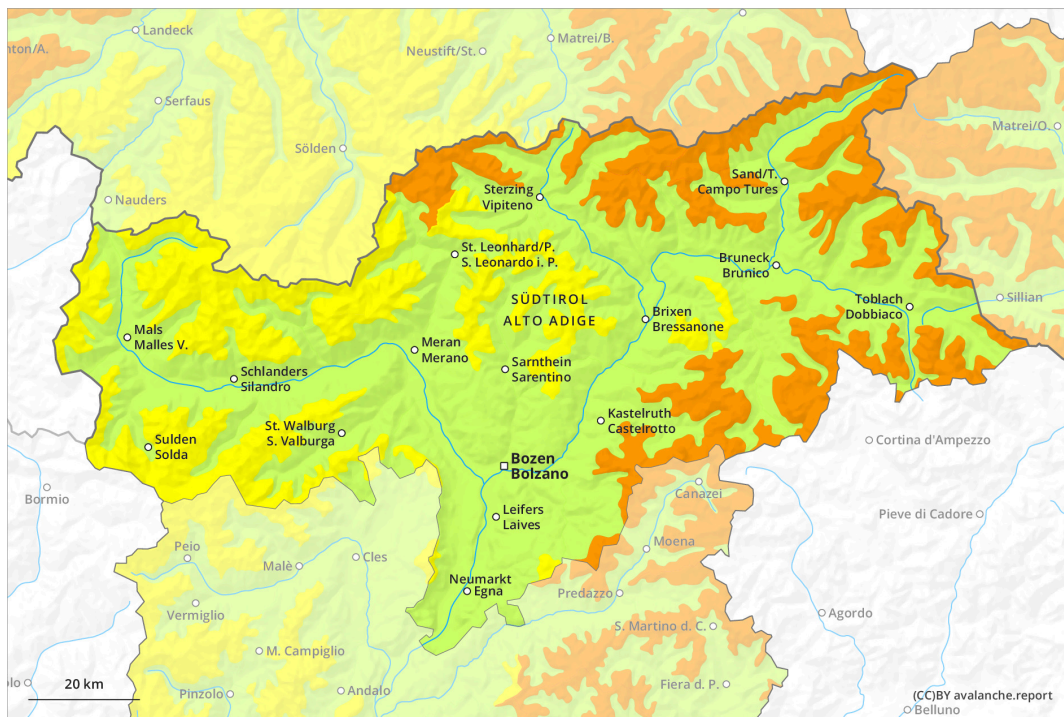 Landeck
Matrei/B.
Neustift/St.
nton/A.
Serfaus
Matrei/O.
Sölden
Sand/T.
Campo Tures
Sterzing
Vipiteno
Nauders
St. Leonhard/P.
S. Leonardo i. P.
Bruneck
Brunico
SÜDTIROL
ALTO ADIGE
Toblach
Dobbiaco
Sillian
Brixen
Bressanone
Mals
Malles V.
Meran
Merano
Sarnthein
Sarentino
Schlanders
Silandro
Kastelruth
Castelrotto
St. Walburg
S. Valburga
Sulden
Solda
Cortina d'Ampezzo
Bozen
Bolzano
Bormio
Canazei
Leifers
Laives
Pieve di Cadore
Peio
Cles
Moena
Malè
Neumarkt
Egna
Predazzo
Vermiglio
Agordo
S. Martino d. C.
M. Campiglio
20 km
olo
Pinzolo
Andalo
Fiera d. P.
(CC)BY avalanche.report
Belluno